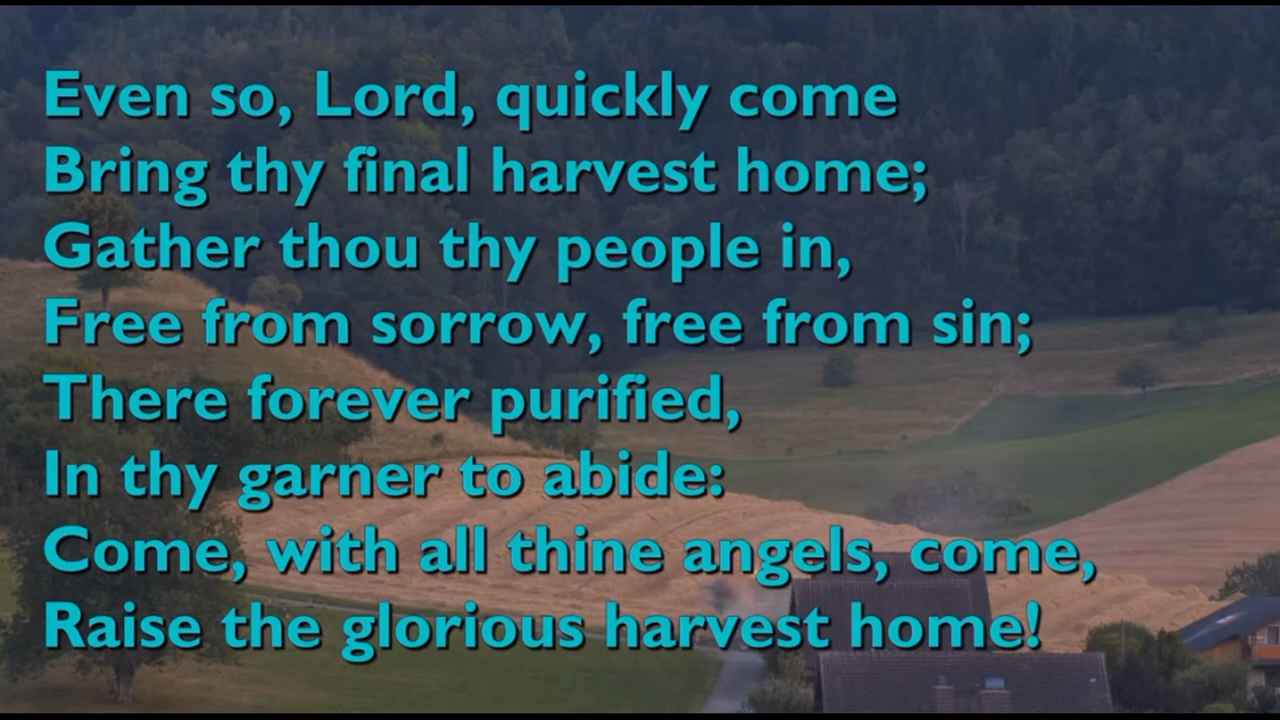 Even so, Lord, quickly come
Bring thy final harvest home;
Gather thou thy people in,
Free from sorrow, free from sin;
There forever purified,
In thy garner to abide:
Come, with all thine angels, come,
Raise the glorious harvest home!